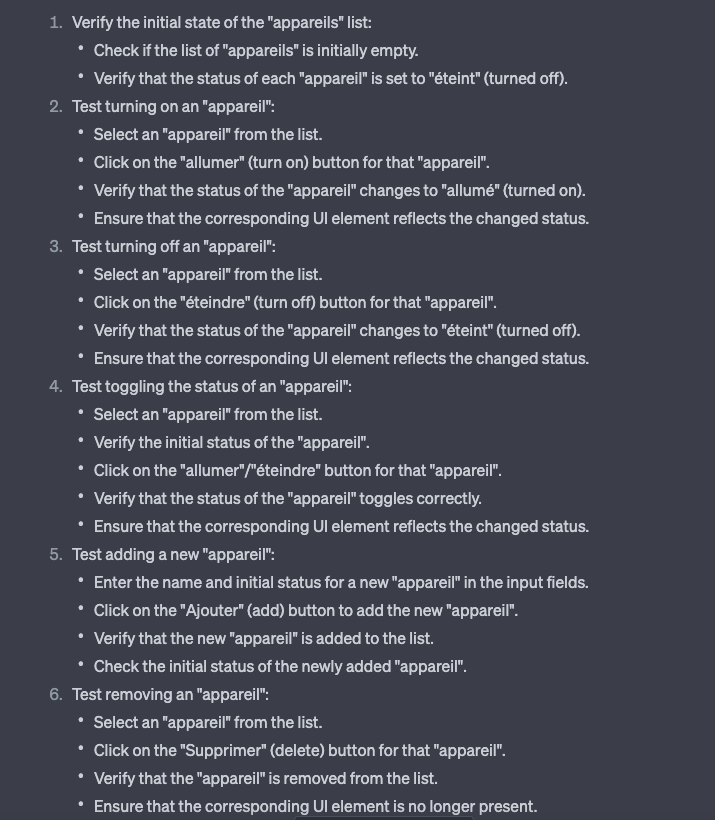 1. Verify the initial state of the "appareils" list:
• Check if the list of "appareils" is initially empty.
• Verify that the status of each "appareil" is set to "éteint" (turned off).
2. Test turning on an "appareil":
• Select an "appareil" from the list.
• Click on the "allumer" (turn on) button for that "appareil".
• Verify that the status of the "appareil" changes to "allumé" (turned on).
• Ensure that the corresponding UI element reflects the changed status.
3. Test turning off an "appareil":
• Select an "appareil" from the list.
• Click on the "éteindre" (turn off) button for that "appareil".
• Verify that the status of the "appareil" changes to "éteint" (turned off).
• Ensure that the corresponding UI element reflects the changed status.
4. Test toggling the status of an "appareil":
• Select an "appareil" from the list.
• Verify the initial status of the "appareil".
• Click on the "allumer"/"éteindre" button for that "appareil".
• Verify that the status of the "appareil" toggles correctly.
• Ensure that the corresponding UI element reflects the changed status.
5. Test adding a new "appareil":
• Enter the name and initial status for a new "appareil" in the input fields.
• Click on the "Ajouter" (add) button to add the new "appareil".
• Verify that the new "appareil" is added to the list.
• Check the initial status of the newly added "appareil".
6. Test removing an "appareil":
• Select an "appareil" from the list.
• Click on the "Supprimer" (delete) button for that "appareil".
• Verify that the "appareil" is removed from the list.
• Ensure that the corresponding UI element is no longer present.